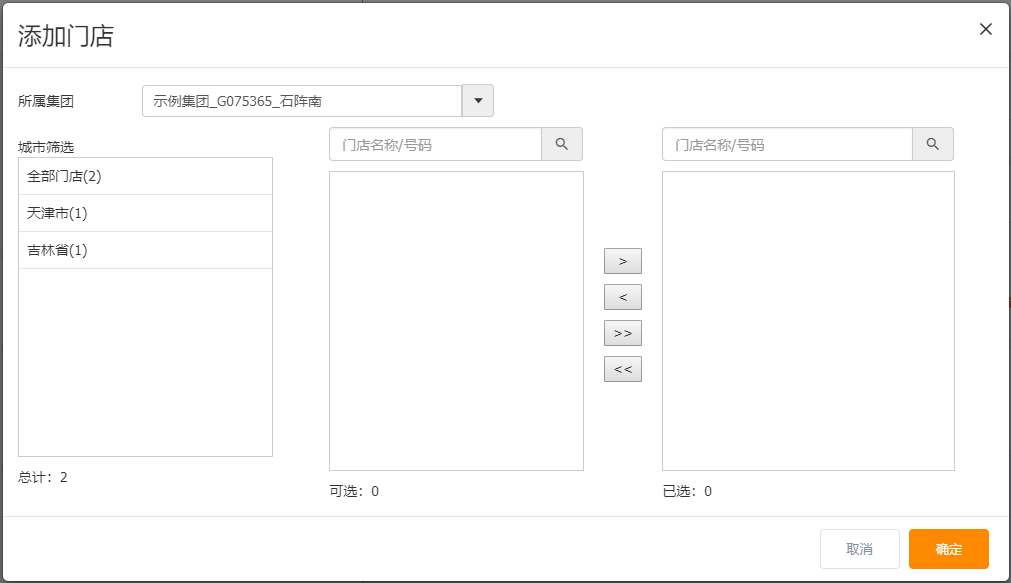 添加门店
所属集团
示例集团_G075365_石阵南
城市筛选
全部门店(2)
天津市(1)
吉林省(1)
总计：2
门店名称/号码
可选：0
>
<
>>
<<
门店名称/号码
已选：0
取消
确定